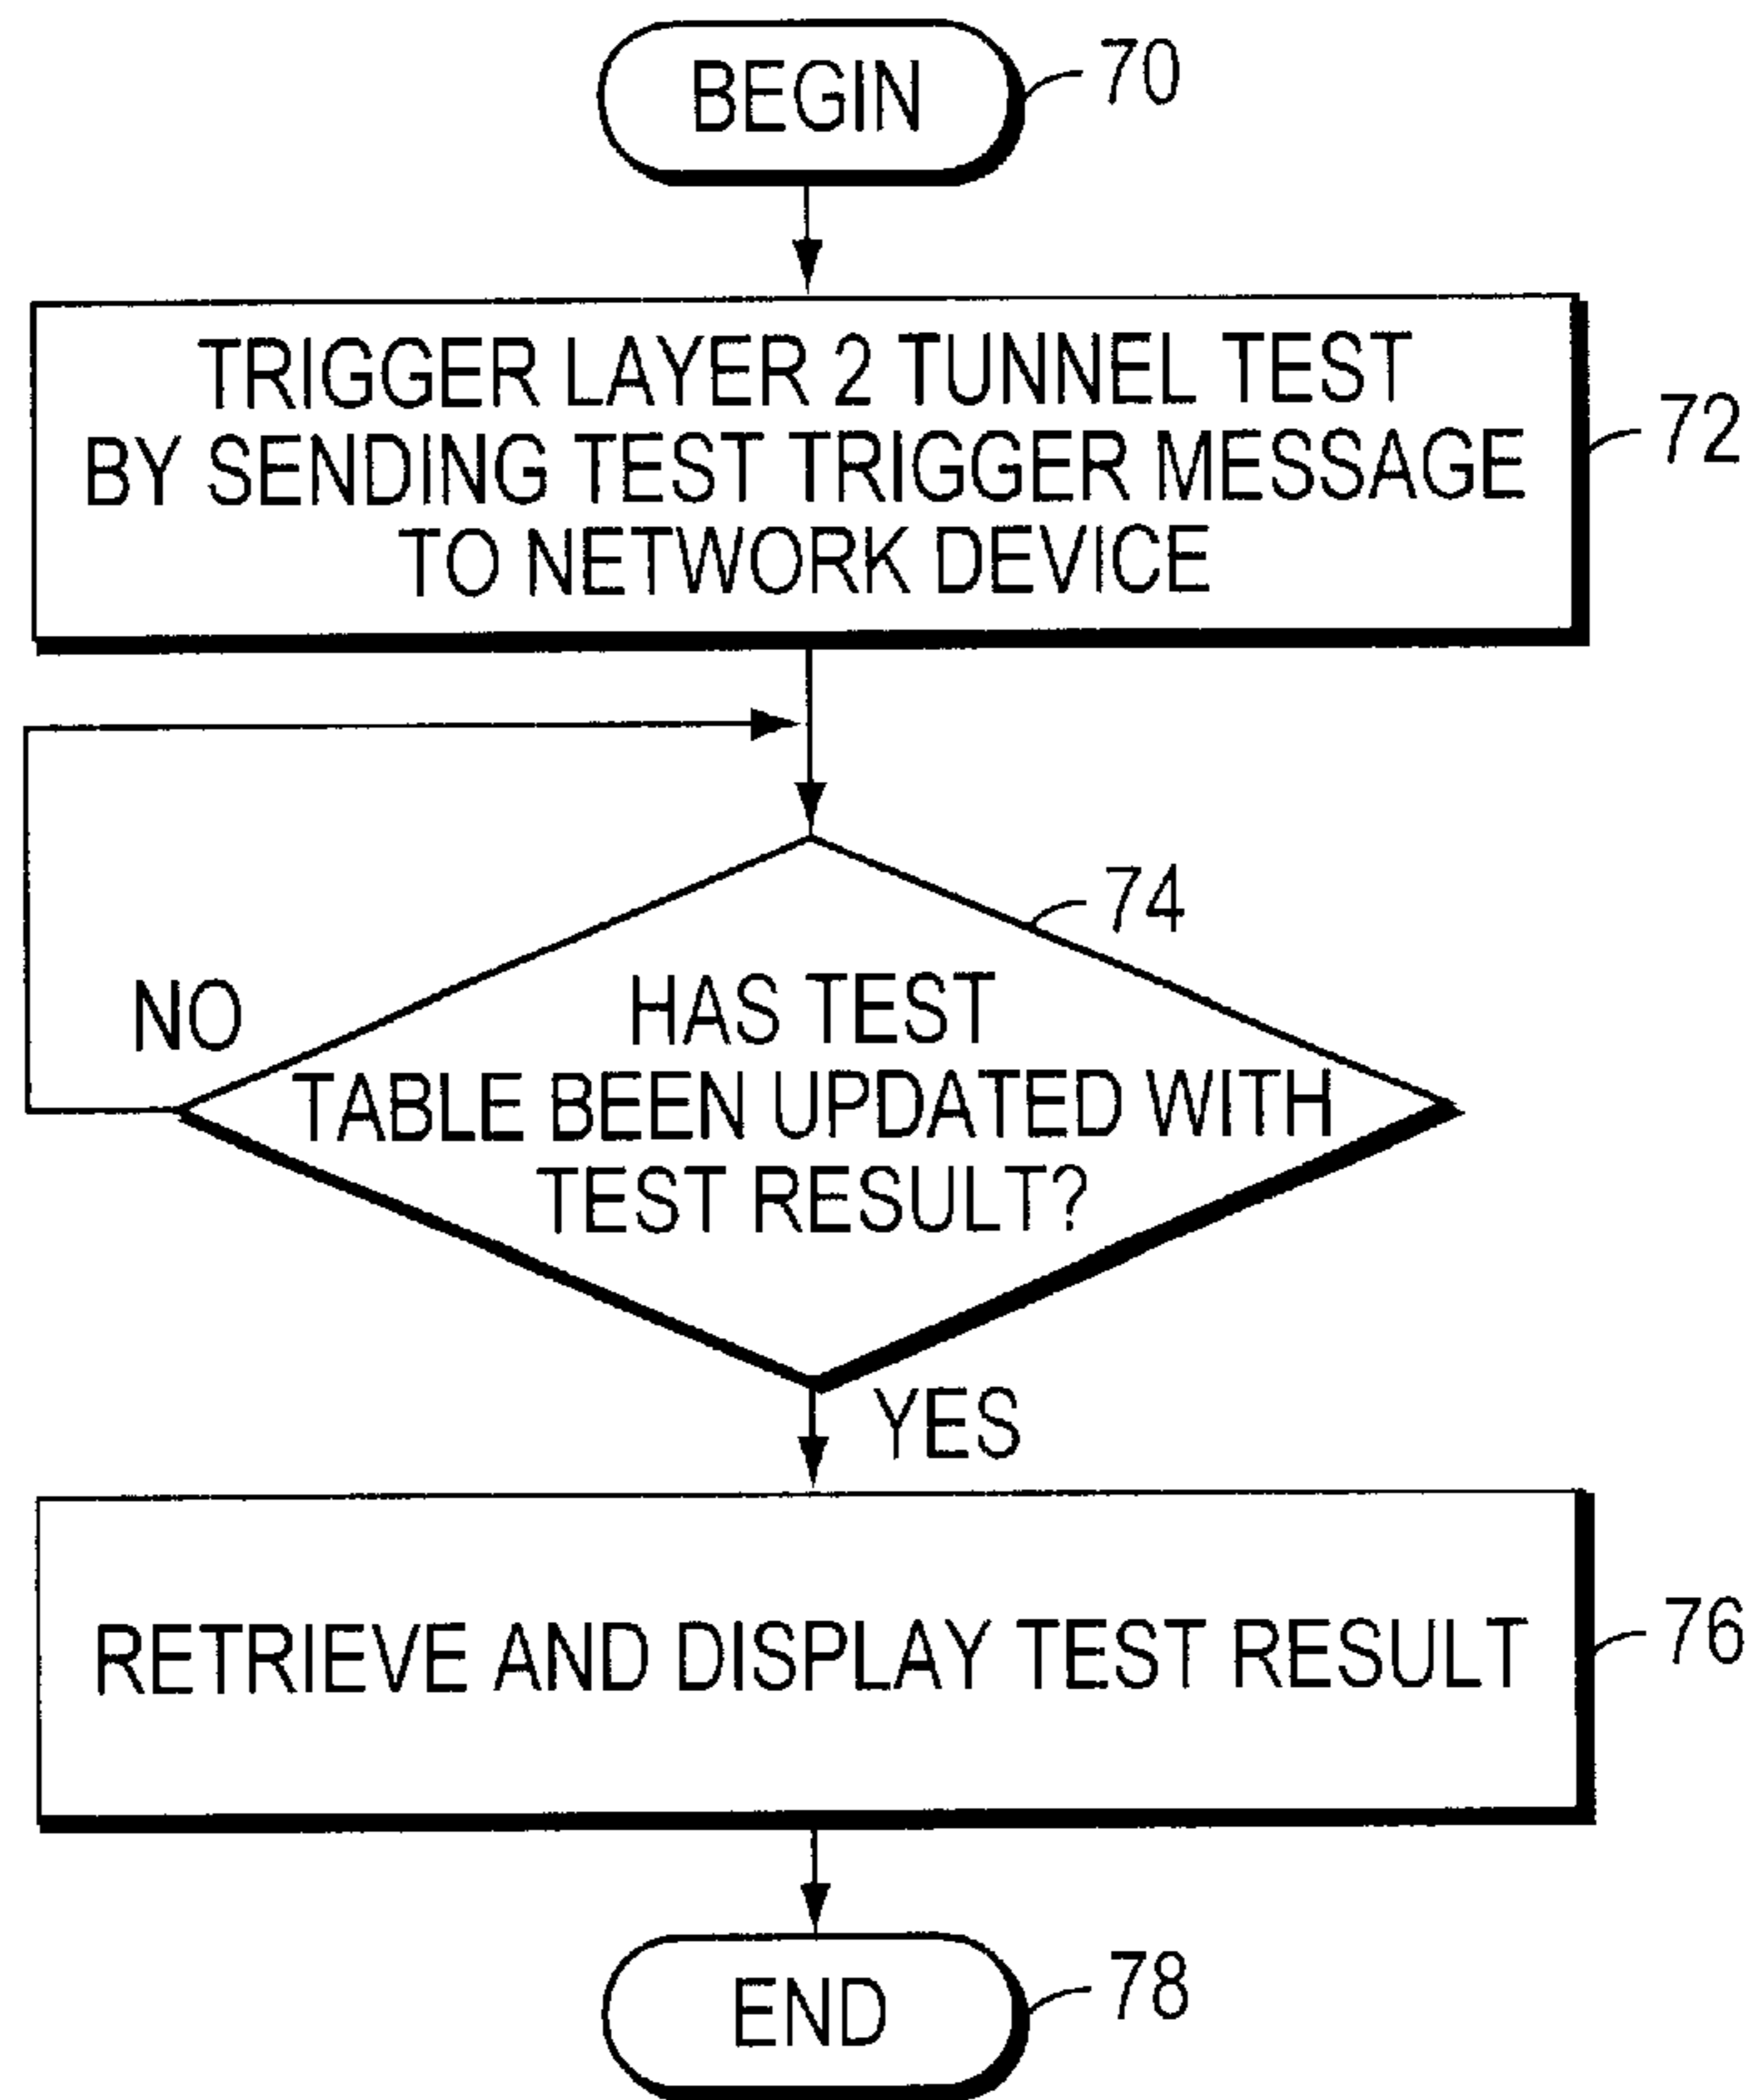 BEGIN
70
TRIGGER LAYER 2 TUNNEL TEST
BY SENDING TEST TRIGGER MESSAGE
TO NETWORK DEVICE
72
74
HAS TEST
NO
TABLE BEEN UPDATED WITH
TEST RESULT?
YES
RETRIEVE AND DISPLAY TEST RESULT
76
END
78